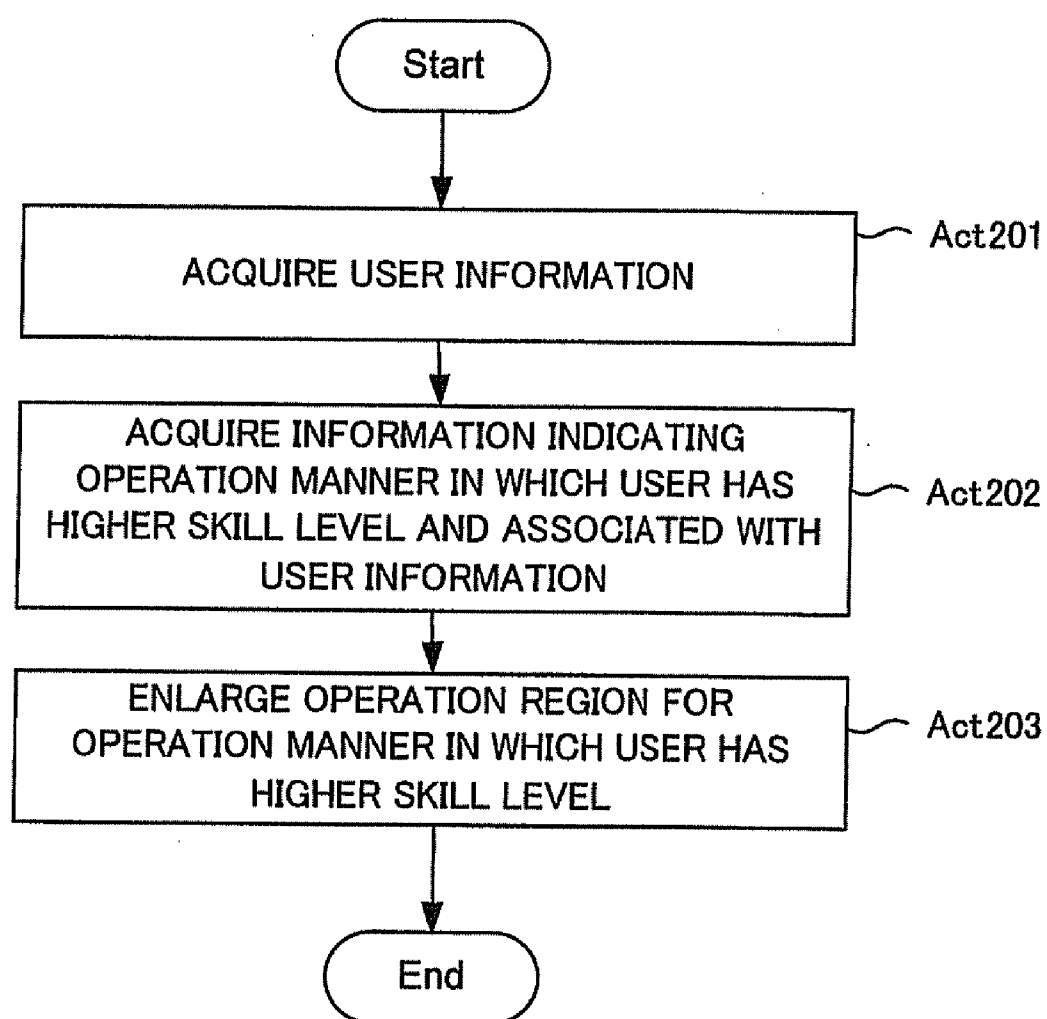 Start
ACQUIRE USER INFORMATION
Act201
ACQUIRE INFORMATION INDICATING
OPERATION MANNER IN WHICH USER HAS
HIGHER SKILL LEVEL AND ASSOCIATED WITH
USER INFORMATION
Act202
ENLARGE OPERATION REGION FOR
OPERATION MANNER IN WHICH USER HAS
HIGHER SKILL LEVEL
Act203
End